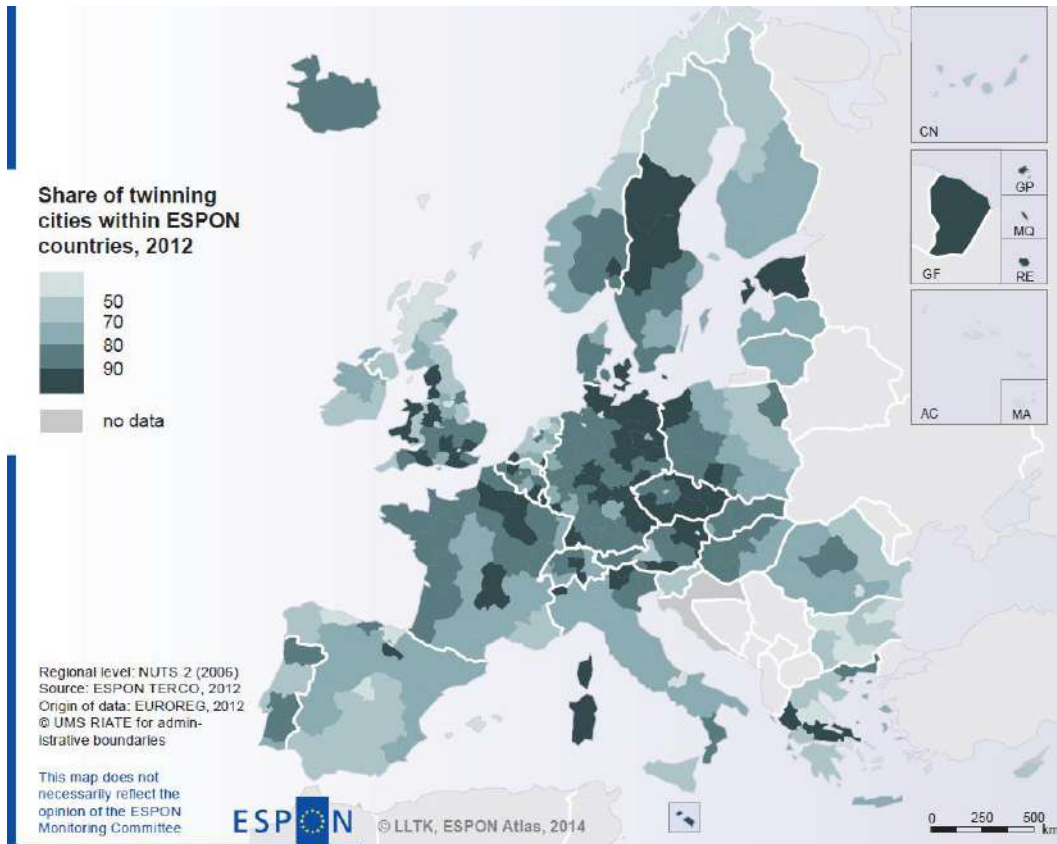 Share of twinning
cities within ESPON
countries, 2012
50
70
80
90
no data
Regional level: NUTS 2 (2006)
Source: ESPON TERCO, 2012
Origin of data: EUROREG, 2012
© UMS RIATE for admin-
istrative boundaries
This map does not
necessarily reflect the
opinion of the ESPON
Monitoring Committee
ESPON
© LLTK, ESPON Atlas, 2014
CN
GF
GP
MQ
RE
AC
MA
0 250 500
km